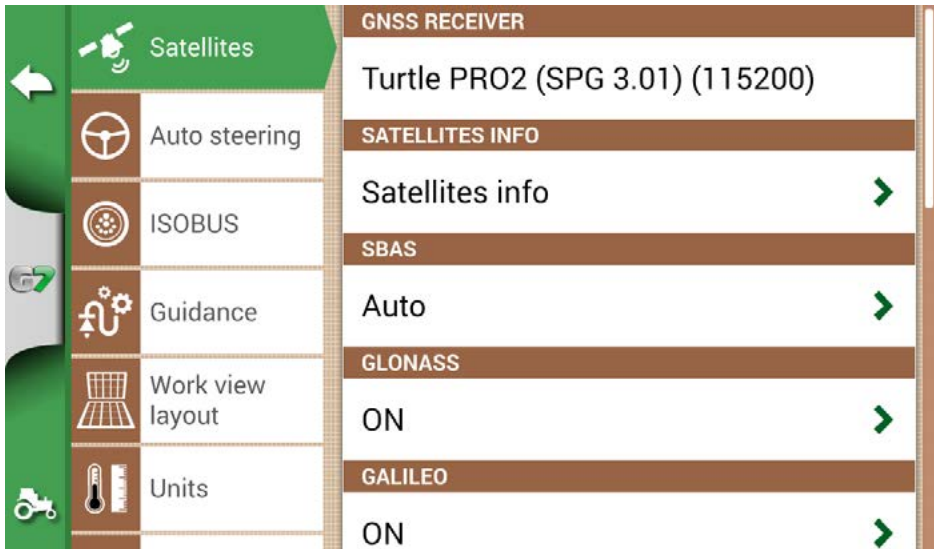 Satellites
Auto steering
ISOBUS
G7
Guidance
Work view
layout
Units
GNSS RECEIVER
Turtle PRO2 (SPG 3.01) (115200)
SATELLITES INFO
Satellites info
SBAS
Auto
GLONASS
ON
GALILEO
ON